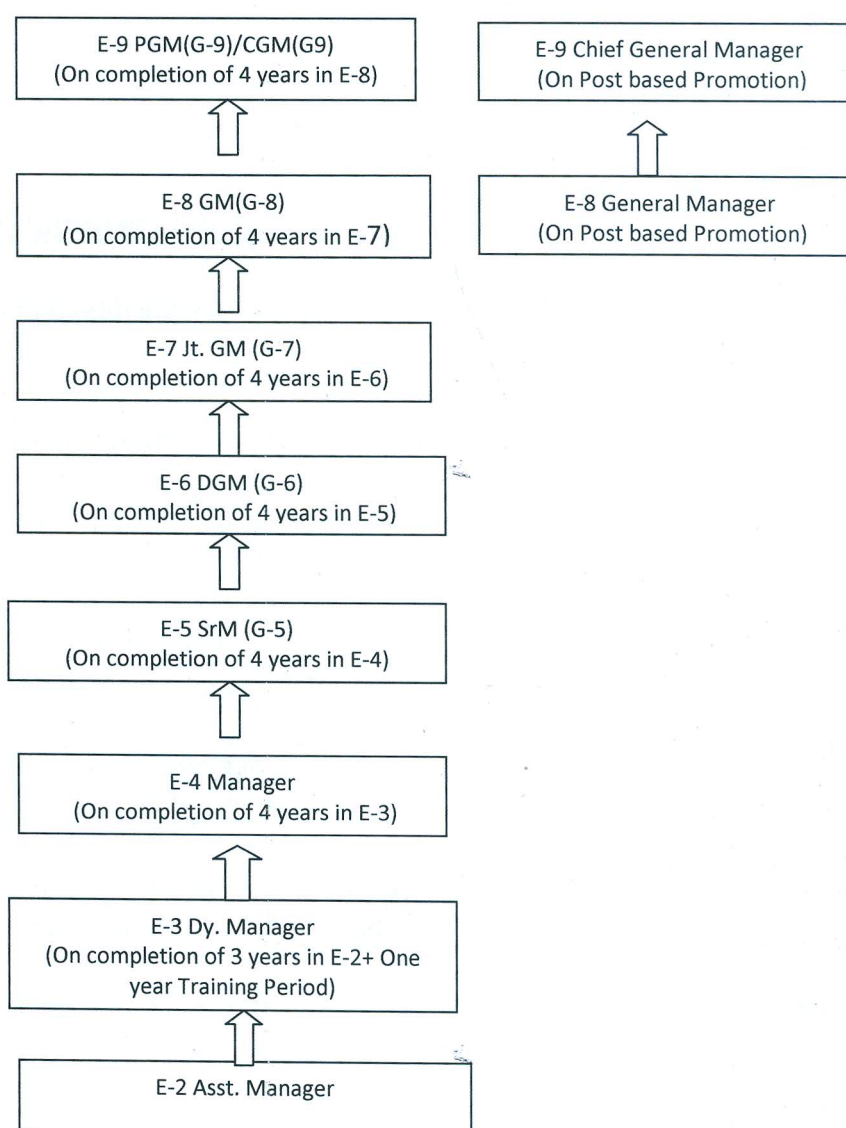 E-9 PGM(G-9)/CGM(G9)
(On completion of 4 years in E-8)
E-9 Chief General Manager
(On Post based Promotion)
E-8 GM(G-8)
(On completion of 4 years in E-7)
E-8 General Manager
(On Post based Promotion)
E-7 Jt. GM (G-7)
(On completion of 4 years in E-6)
E-6 DGM (G-6)
(On completion of 4 years in E-5)
E-5 SrM (G-5)
(On completion of 4 years in E-4)
E-4 Manager
(On completion of 4 years in E-3)
E-3 Dy. Manager
(On completion of 3 years in E-2+ One
year Training Period)
E-2 Asst. Manager